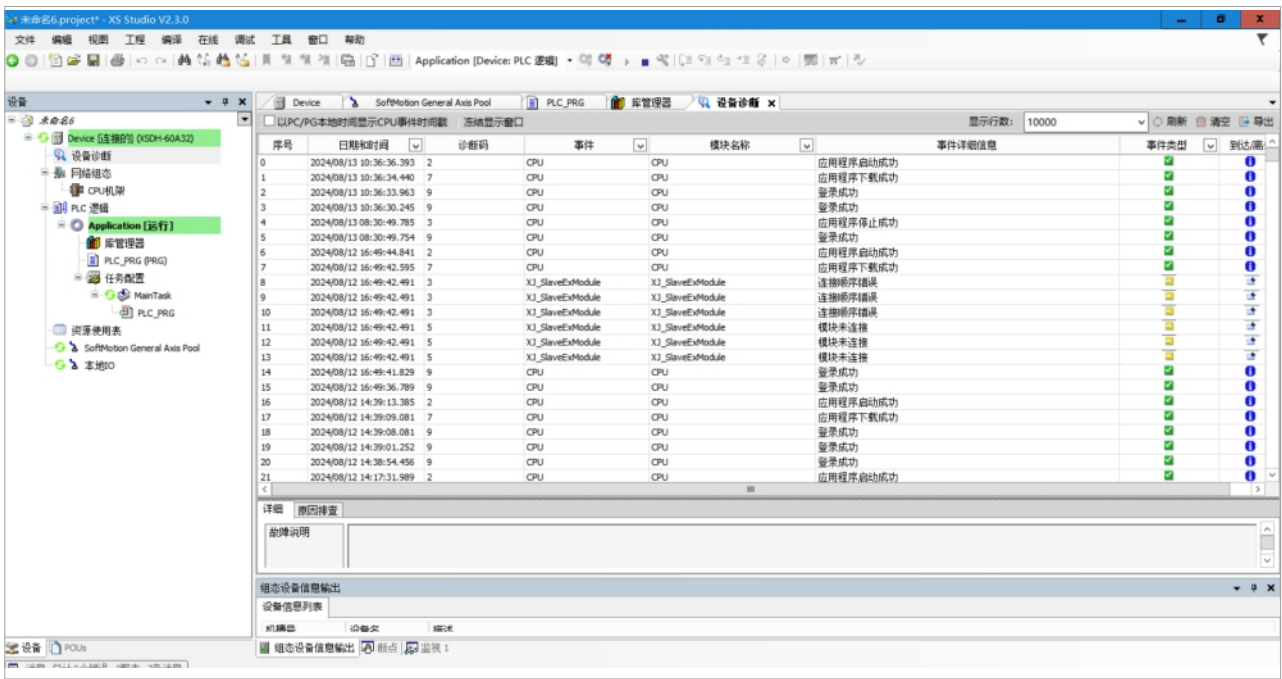 未命名6.project* - XS Studio V2.3.0
文件 编辑 视图 工程 编译 在线 调试 工具 窗口 帮助
Application [Device: PLC 逻辑]
设备
Device SoftMotion General Axis Pool PLC_PRG 库管理器 设备诊断
未命名6
Device [连接的] (XSDH-60A32)
设备诊断
网络组态
CPU机架
PLC 逻辑
Application [运行]
库管理器
PLC_PRG (PRG)
任务配置
MainTask
PLC_PRG
资源使用表
SoftMotion General Axis Pool
本地IO
以PC/PG本地时间显示CPU事件时间戳 冻结显示窗口 显示行数: 10000 刷新 清空 导出
序号 日期和时间 诊断码 事件 模块名称 事件详细信息 事件类型 到达/离
0 2024/08/13 10:36:36.393 2 CPU CPU 应用程序启动成功
1 2024/08/13 10:36:34.440 7 CPU CPU 应用程序下载成功
2 2024/08/13 10:36:33.963 9 CPU CPU 登录成功
3 2024/08/13 10:36:30.245 9 CPU CPU 登录成功
4 2024/08/13 08:30:49.785 3 CPU CPU 应用程序停止成功
5 2024/08/13 08:30:49.754 9 CPU CPU 登录成功
6 2024/08/12 16:49:44.841 2 CPU CPU 应用程序启动成功
7 2024/08/12 16:49:42.595 7 CPU CPU 应用程序下载成功
8 2024/08/12 16:49:42.491 3 XJ_SlaveExModule XJ_SlaveExModule 连接顺序错误
9 2024/08/12 16:49:42.491 3 XJ_SlaveExModule XJ_SlaveExModule 连接顺序错误
10 2024/08/12 16:49:42.491 3 XJ_SlaveExModule XJ_SlaveExModule 连接顺序错误
11 2024/08/12 16:49:42.491 5 XJ_SlaveExModule XJ_SlaveExModule 模块未连接
12 2024/08/12 16:49:42.491 5 XJ_SlaveExModule XJ_SlaveExModule 模块未连接
13 2024/08/12 16:49:42.491 5 XJ_SlaveExModule XJ_SlaveExModule 模块未连接
14 2024/08/12 16:49:41.829 9 CPU CPU 登录成功
15 2024/08/12 16:49:36.789 9 CPU CPU 登录成功
16 2024/08/12 14:39:13.385 2 CPU CPU 应用程序启动成功
17 2024/08/12 14:39:09.081 7 CPU CPU 应用程序下载成功
18 2024/08/12 14:39:08.081 9 CPU CPU 登录成功
19 2024/08/12 14:39:01.252 9 CPU CPU 登录成功
20 2024/08/12 14:38:54.456 9 CPU CPU 登录成功
21 2024/08/12 14:17:31.989 2 CPU CPU 应用程序启动成功
详细 原因排查
故障说明
组态设备信息输出
设备信息列表
机槽号 设备名 描述
设备 POUs
组态设备信息输出 断点 监视 1